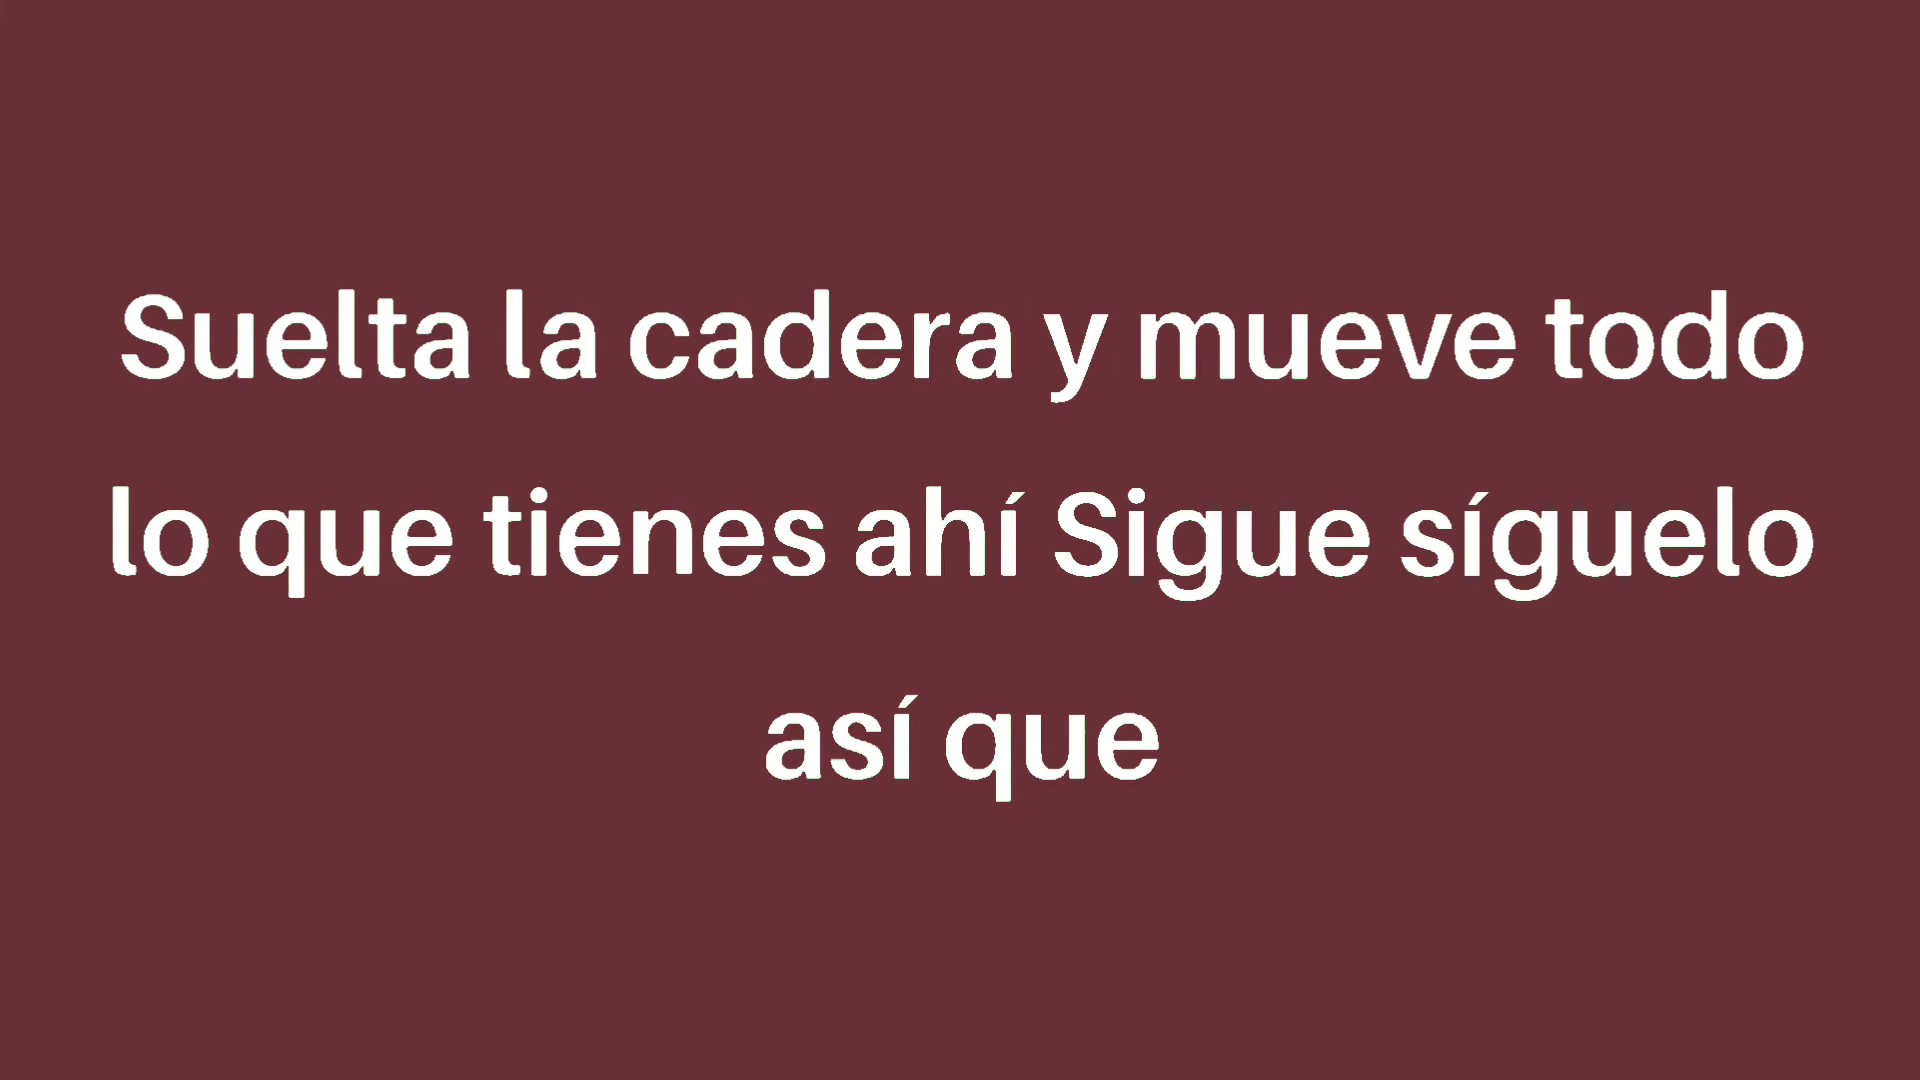 Suelta la cadera y mueve todo
lo que tienes ahí Sigue síguelo
así que